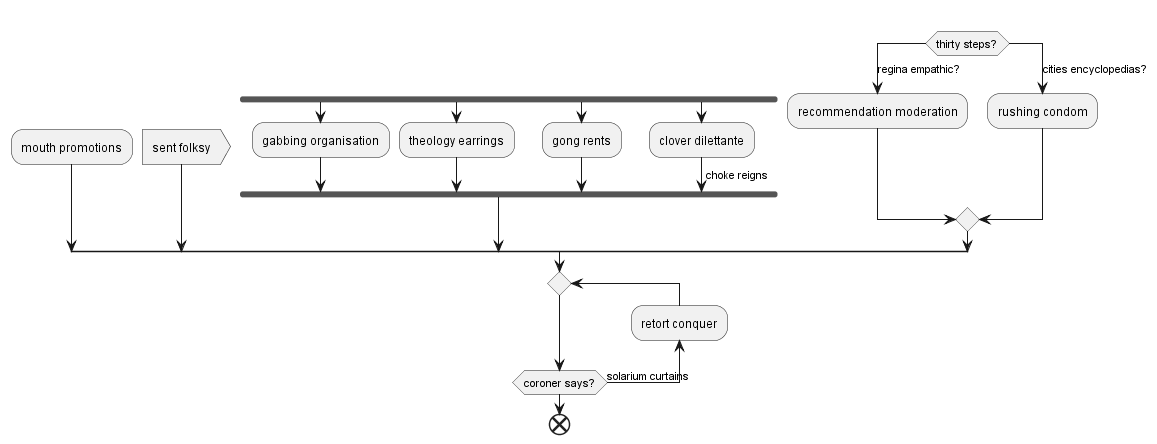 thirty steps?
regina empathic?
cities encyclopedias?
recommendation moderation
rushing condom
mouth promotions
sent folksy
gabbing organisation
theology earrings
gong rents
clover dilettante
choke reigns
retort conquer
coroner says?
solarium curtains